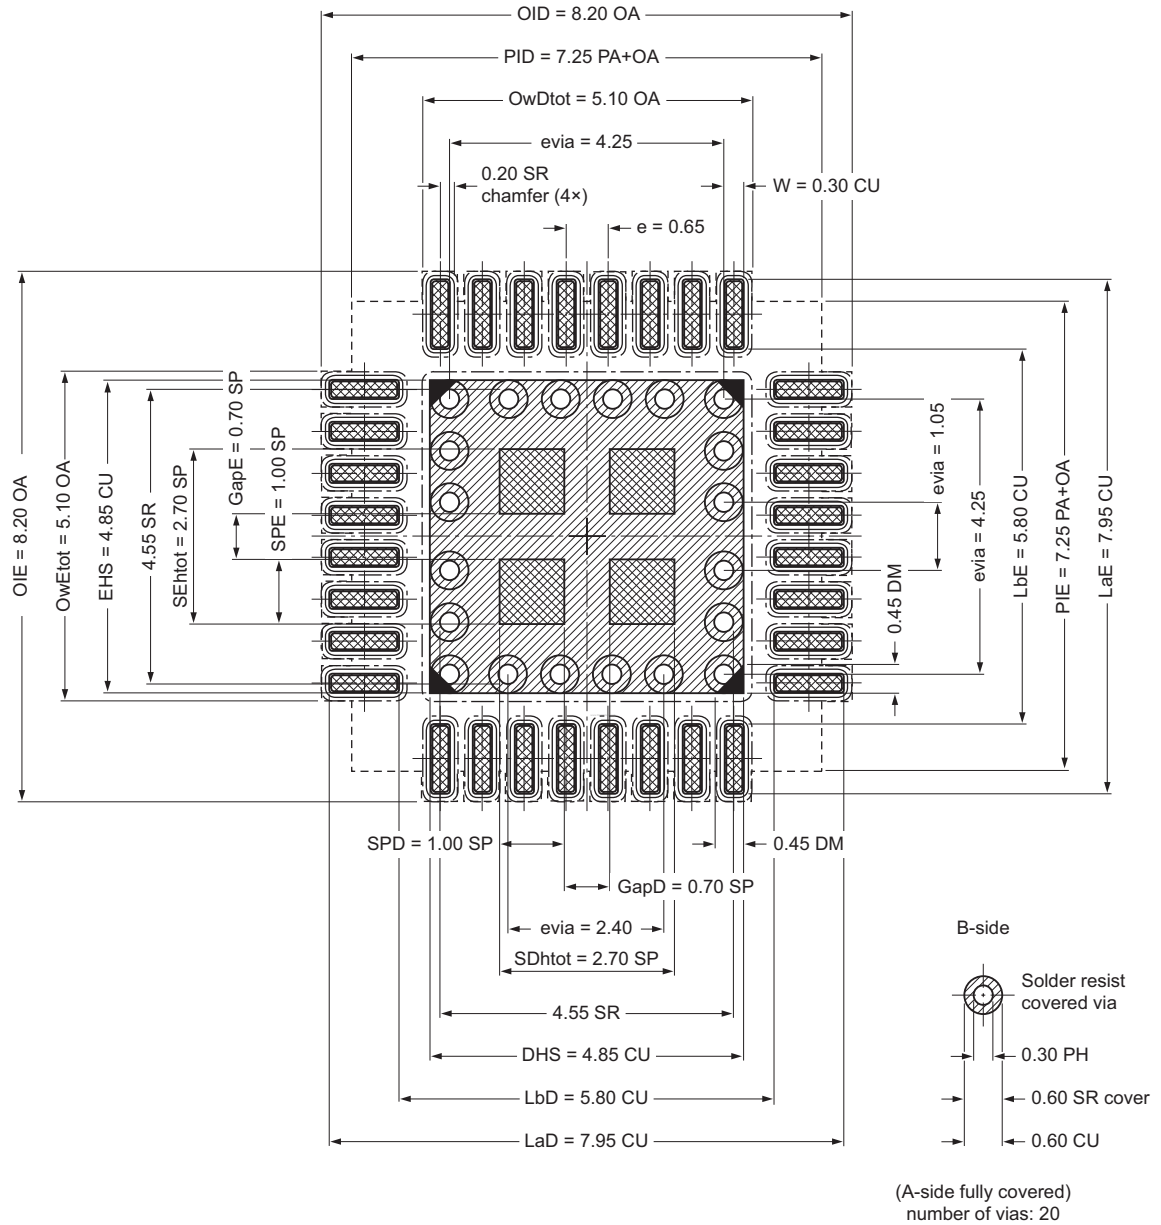 OID = 8.20 OA
PID = 7.25 PA+OA
OwDtot = 5.10 OA
evia = 4.25
0.20 SR
chamfer (4×)
W = 0.30 CU
e = 0.65
OIE = 8.20 OA
OwEtot = 5.10 OA
EHS = 4.85 CU
4.55 SR
SEhtot = 2.70 SP
GapE = 0.70 SP
SPE = 1.00 SP
0.45 DM
evia = 1.05
evia = 4.25
LbE = 5.80 CU
PIE = 7.25 PA+OA
LaE = 7.95 CU
SPD = 1.00 SP
0.45 DM
GapD = 0.70 SP
evia = 2.40
SDhtot = 2.70 SP
4.55 SR
DHS = 4.85 CU
LbD = 5.80 CU
LaD = 7.95 CU
B-side
Solder resist
covered via
0.30 PH
0.60 SR cover
0.60 CU
(A-side fully covered)
number of vias: 20